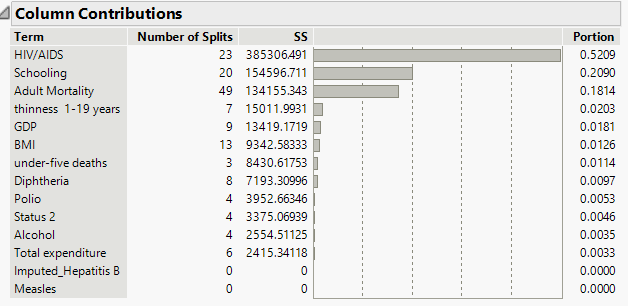 Column Contributions
Term Number of Splits SS Portion
HIV/AIDS 23 385306.491 0.5209
Schooling 20 154596.711 0.2090
Adult Mortality 49 134155.343 0.1814
thinness 1-19 years 7 15011.9931 0.0203
GDP 9 13419.1719 0.0181
BMI 13 9342.58333 0.0126
under-five deaths 3 8430.61753 0.0114
Diphtheria 8 7193.30996 0.0097
Polio 4 3952.66346 0.0053
Status 2 4 3375.06939 0.0046
Alcohol 4 2554.51125 0.0035
Total expenditure 6 2415.34118 0.0033
Imputed_Hepatitis B 0 0 0.0000
Measles 0 0 0.0000